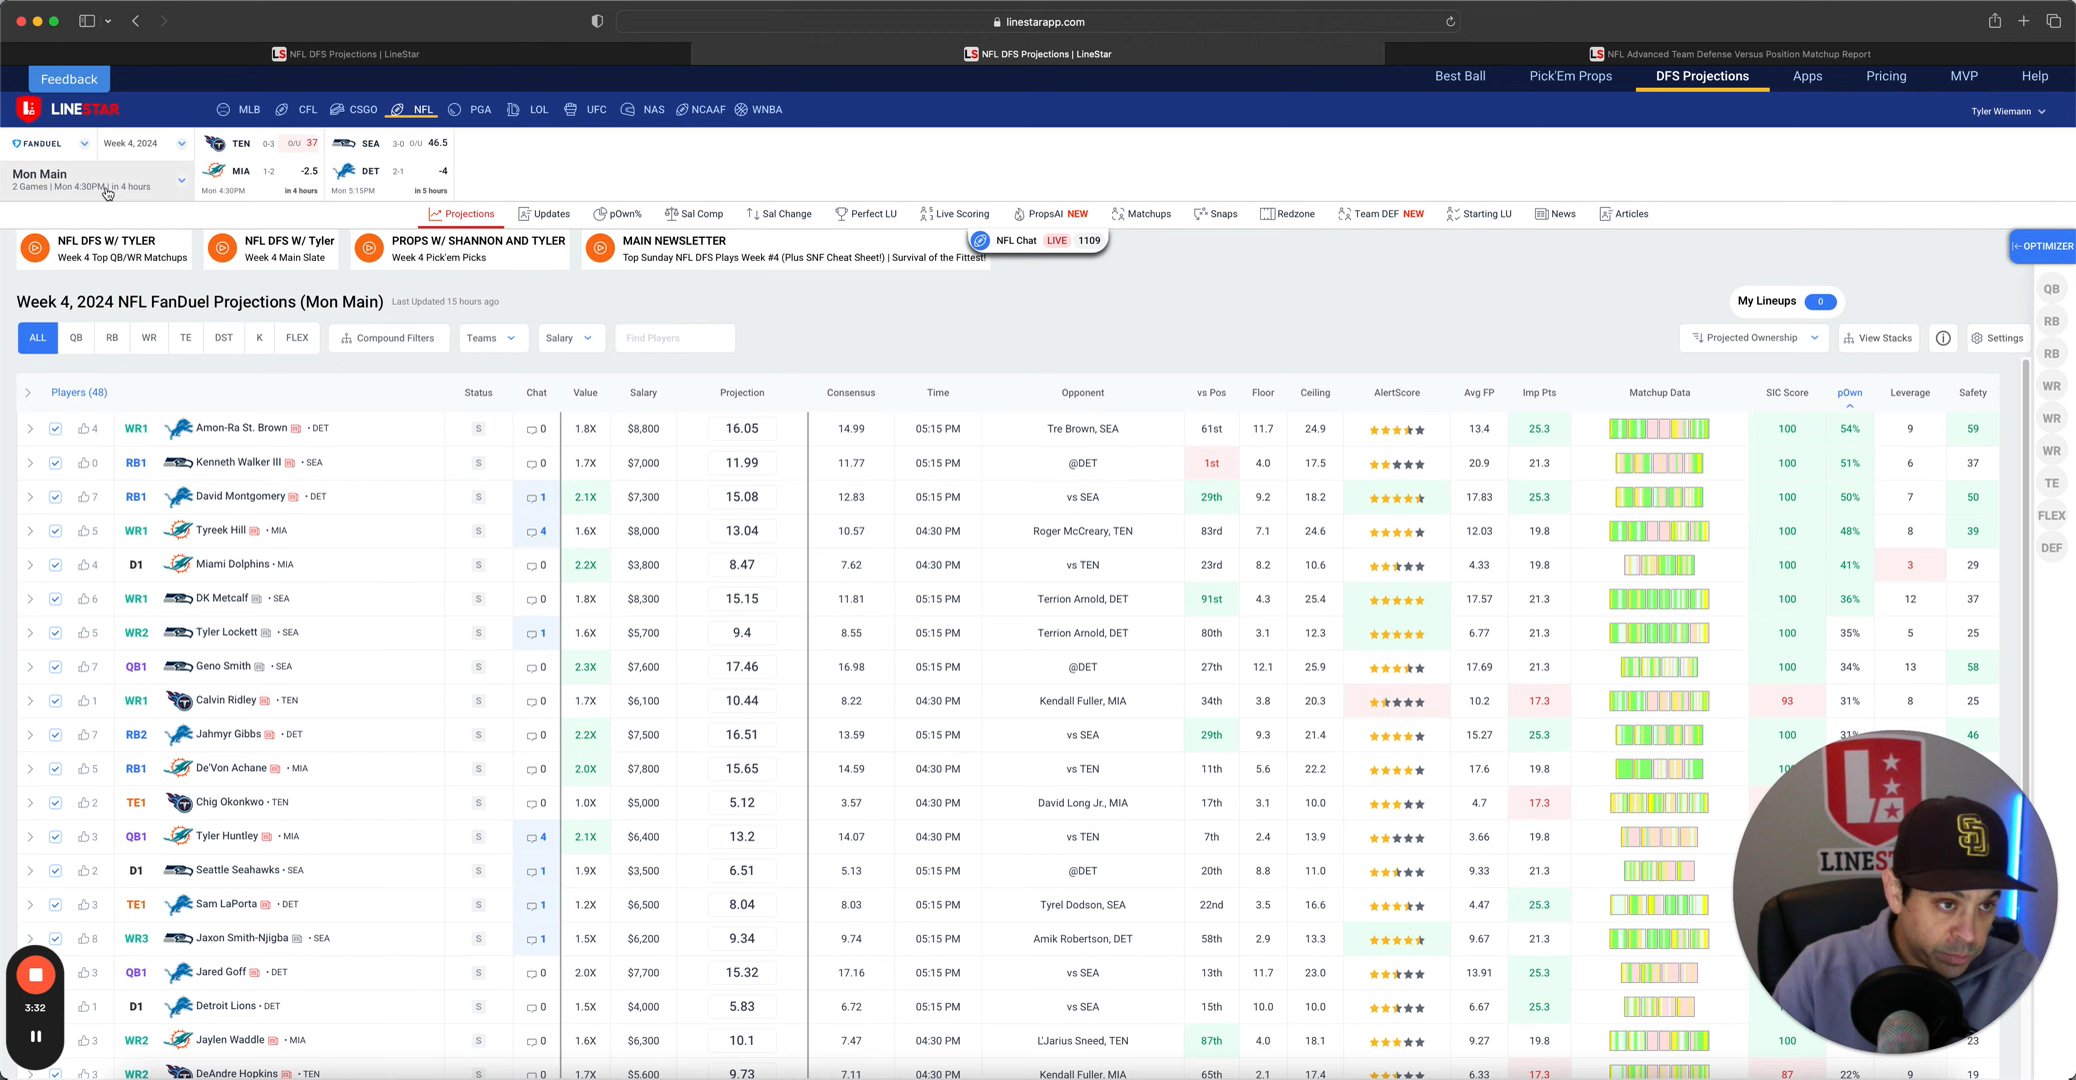 linestarapp.com
NFL DFS Projections | LineStar
NFL DFS Projections | LineStar
NFL Advanced Team Defense Versus Position Matchup Report
Feedback
Best Ball Pick'Em Props DFS Projections Apps Pricing MVP Help
LINESTAR MLB CFL CSGO NFL PGA LOL UFC NAS NCAAF WNBA Tyler Wiemann
FANDUEL Week 4, 2024 TEN 0-3 O/U 37 SEA 3-0 O/U 46.5
Mon Main MIA 1-2 -2.5 DET 2-1 -4
2 Games | Mon 4:30PM | in 4 hours Mon 4:30PM in 4 hours Mon 5:15PM in 5 hours
Projections Updates pOwn% Sal Comp Sal Change Perfect LU Live Scoring PropsAI NEW Matchups Snaps Redzone Team DEF NEW Starting LU News Articles
NFL DFS W/ TYLER NFL DFS W/ Tyler PROPS W/ SHANNON AND TYLER MAIN NEWSLETTER NFL Chat LIVE 1109
Week 4 Top QB/WR Matchups Week 4 Main Slate Week 4 Pick'em Picks Top Sunday NFL DFS Plays Week #4 (Plus SNF Cheat Sheet!) | Survival of the Fittest!
OPTIMIZER
Week 4, 2024 NFL FanDuel Projections (Mon Main) Last Updated 15 hours ago My Lineups 0
ALL QB RB WR TE DST K FLEX Compound Filters Teams Salary Find Players Projected Ownership View Stacks Settings
Players (48) Status Chat Value Salary Projection Consensus Time Opponent vs Pos Floor Ceiling AlertScore Avg FP Imp Pts Matchup Data SIC Score pOwn Leverage Safety
4 WR1 Amon-Ra St. Brown • DET S 0 1.8X $8,800 16.05 14.99 05:15 PM Tre Brown, SEA 61st 11.7 24.9 13.4 25.3 100 54% 9 59
0 RB1 Kenneth Walker III • SEA S 0 1.7X $7,000 11.99 11.77 05:15 PM @DET 1st 4.0 17.5 20.9 21.3 100 51% 6 37
7 RB1 David Montgomery • DET S 1 2.1X $7,300 15.08 12.83 05:15 PM vs SEA 29th 9.2 18.2 17.83 25.3 100 50% 7 50
5 WR1 Tyreek Hill • MIA S 4 1.6X $8,000 13.04 10.57 04:30 PM Roger McCreary, TEN 83rd 7.1 24.6 12.03 19.8 100 48% 8 39
4 D1 Miami Dolphins • MIA S 0 2.2X $3,800 8.47 7.62 04:30 PM vs TEN 23rd 8.2 10.6 4.33 19.8 100 41% 3 29
6 WR1 DK Metcalf • SEA S 0 1.8X $8,300 15.15 11.81 05:15 PM Terrion Arnold, DET 91st 4.3 25.4 17.57 21.3 100 36% 12 37
5 WR2 Tyler Lockett • SEA S 1 1.6X $5,700 9.4 8.55 05:15 PM Terrion Arnold, DET 80th 3.1 12.3 6.77 21.3 100 35% 5 25
7 QB1 Geno Smith • SEA S 0 2.3X $7,600 17.46 16.98 05:15 PM @DET 27th 12.1 25.9 17.69 21.3 100 34% 13 58
1 WR1 Calvin Ridley • TEN S 0 1.7X $6,100 10.44 8.22 04:30 PM Kendall Fuller, MIA 34th 3.8 20.3 10.2 17.3 93 31% 8 25
7 RB2 Jahmyr Gibbs • DET S 0 2.2X $7,500 16.51 13.59 05:15 PM vs SEA 29th 9.3 21.4 15.27 25.3 100 31% 46
5 RB1 De'Von Achane • MIA S 0 2.0X $7,800 15.65 14.59 04:30 PM vs TEN 11th 5.6 22.2 17.6 19.8
2 TE1 Chig Okonkwo • TEN S 0 1.0X $5,000 5.12 3.57 04:30 PM David Long Jr., MIA 17th 3.1 10.0 4.7 17.3
3 QB1 Tyler Huntley • MIA S 4 2.1X $6,400 13.2 14.07 04:30 PM vs TEN 7th 2.4 13.9 3.66 19.8
2 D1 Seattle Seahawks • SEA S 1 1.9X $3,500 6.51 5.13 05:15 PM @DET 20th 8.8 11.0 9.33 21.3
3 TE1 Sam LaPorta • DET S 1 1.2X $6,500 8.04 8.03 05:15 PM Tyrel Dodson, SEA 22nd 3.5 16.6 4.47 25.3
8 WR3 Jaxon Smith-Njigba • SEA S 1 1.5X $6,200 9.34 9.74 05:15 PM Amik Robertson, DET 58th 2.9 13.3 9.67 21.3
3 QB1 Jared Goff • DET S 0 2.0X $7,700 15.32 17.16 05:15 PM vs SEA 13th 11.7 23.0 13.91 25.3
1 D1 Detroit Lions • DET S 0 1.5X $4,000 5.83 6.72 05:15 PM vs SEA 15th 10.0 10.0 6.67 25.3
3 WR2 Jaylen Waddle • MIA S 0 1.6X $6,300 10.1 7.47 04:30 PM L'Jarius Sneed, TEN 87th 4.0 18.1 9.27 19.8 100 23
3 WR2 DeAndre Hopkins • TEN S 0 1.7X $5,600 9.73 7.11 04:30 PM Kendall Fuller, MIA 65th 2.1 17.4 6.33 17.3 87 22% 9 19
QB
RB
RB
WR
WR
WR
TE
FLEX
DEF
3:32
SD